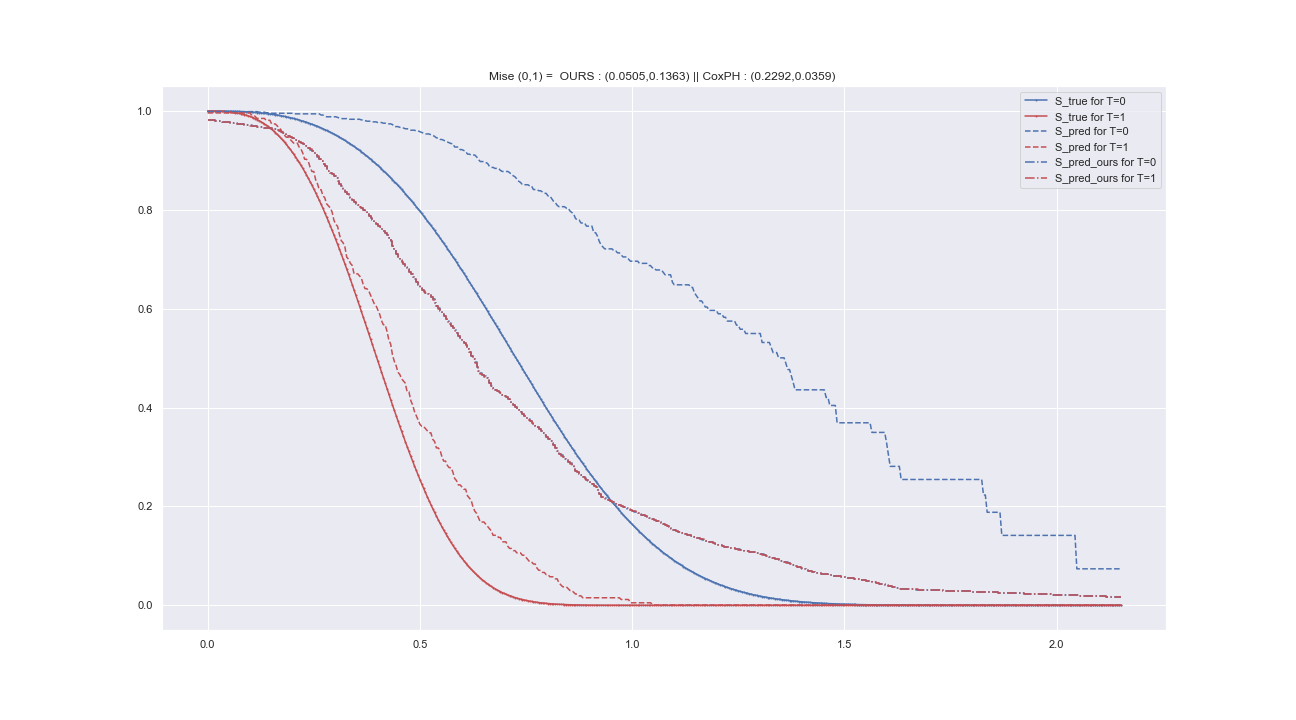 Mise (0,1) = OURS : (0.0505,0.1363) || CoxPH : (0.2292,0.0359)
S_true for T=0
S_true for T=1
S_pred for T=0
S_pred for T=1
S_pred_ours for T=0
S_pred_ours for T=1
1.0
0.8
0.6
0.4
0.2
0.0
0.0 0.5 1.0 1.5 2.0